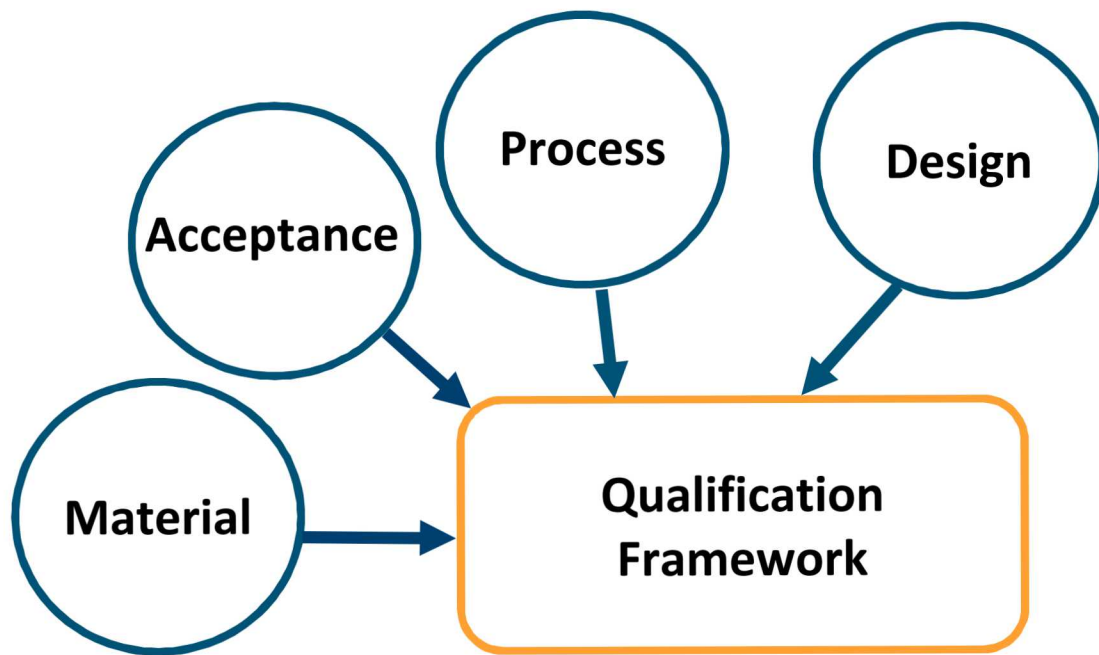 Process
Design
Acceptance
Material
Qualification
Framework